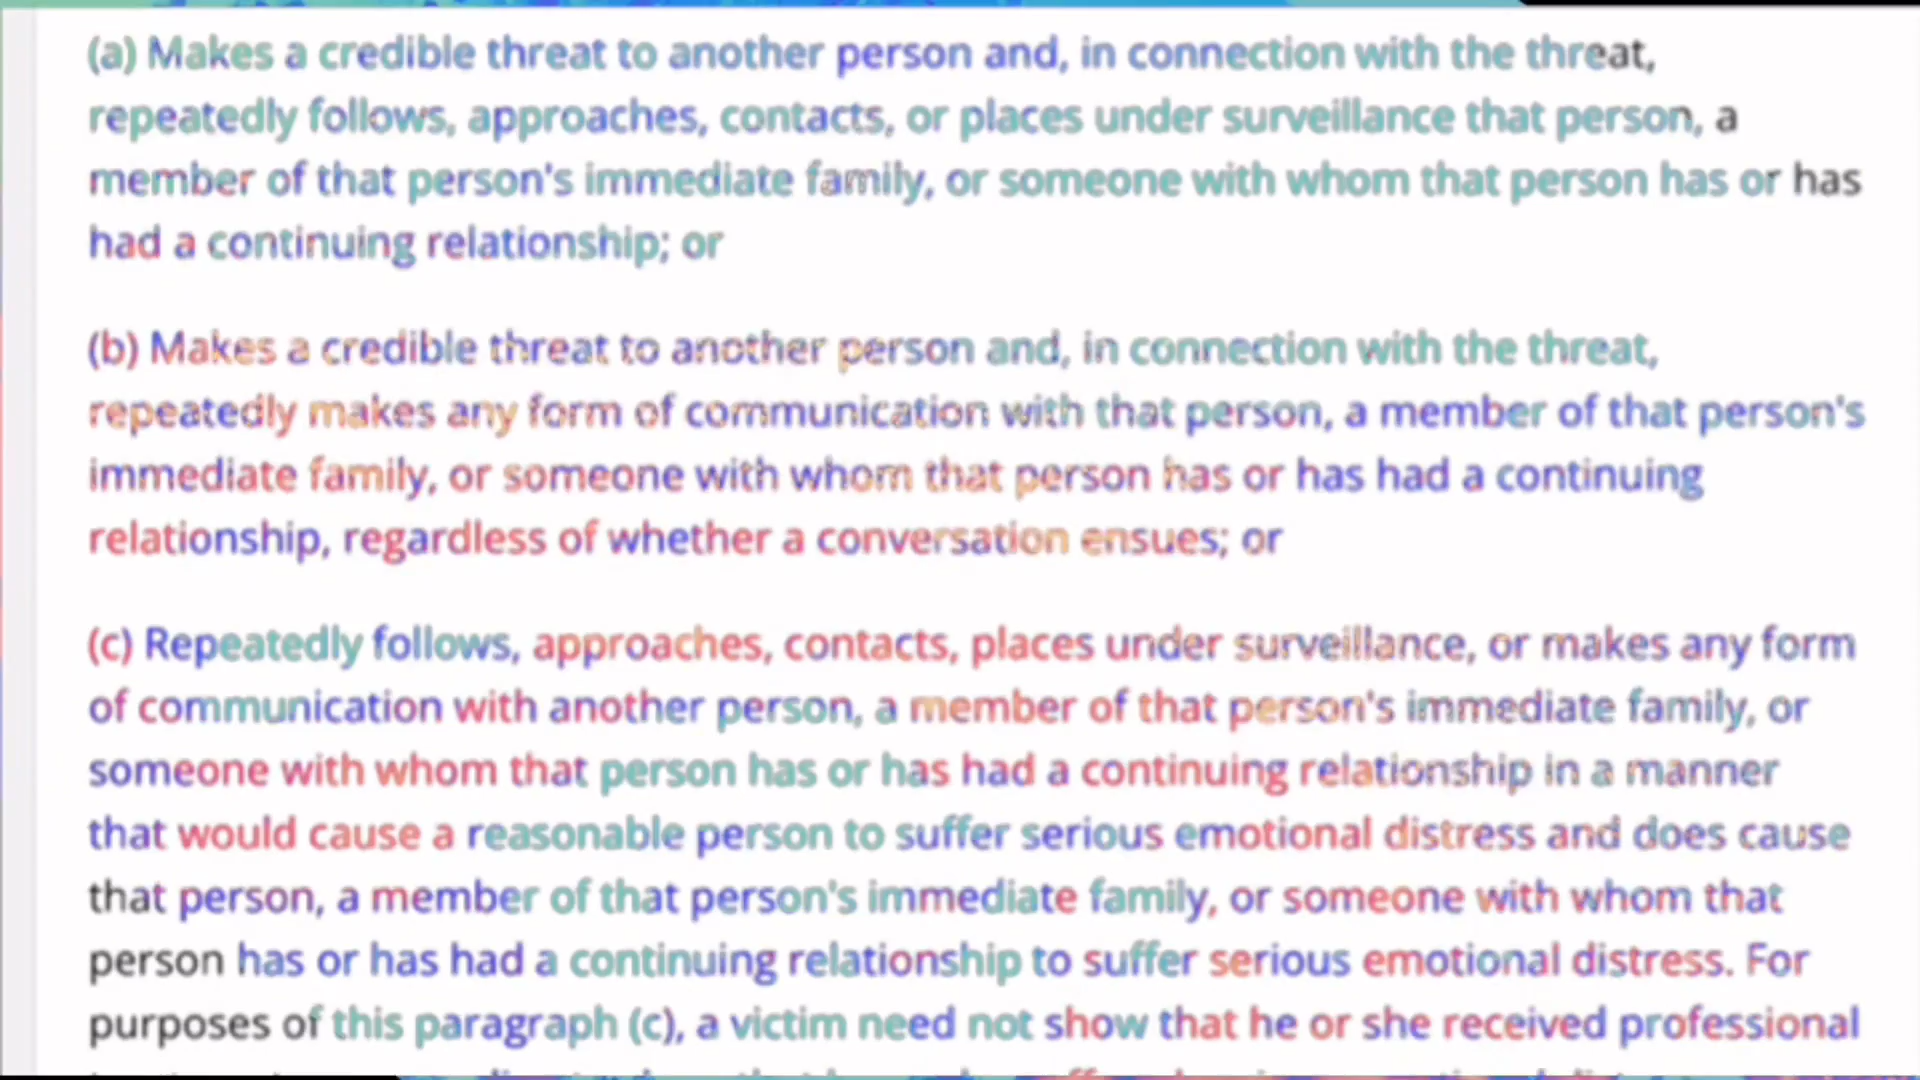 (a) Makes a credible threat to another person and, in connection with the threat,
repeatedly follows, approaches, contacts, or places under surveillance that person, a
member of that person's immediate family, or someone with whom that person has or has
had a continuing relationship; or
(b) Makes a credible threat to another person and, in connection with the threat,
repeatedly makes any form of communication with that person, a member of that person's
immediate family, or someone with whom that person has or has had a continuing
relationship, regardless of whether a conversation ensues; or
(c) Repeatedly follows, approaches, contacts, places under surveillance, or makes any form
of communication with another person, a member of that person's immediate family, or
someone with whom that person has or has had a continuing relationship in a manner
that would cause a reasonable person to suffer serious emotional distress and does cause
that person, a member of that person's immediate family, or someone with whom that
person has or has had a continuing relationship to suffer serious emotional distress. For
purposes of this paragraph (c), a victim need not show that he or she received professional